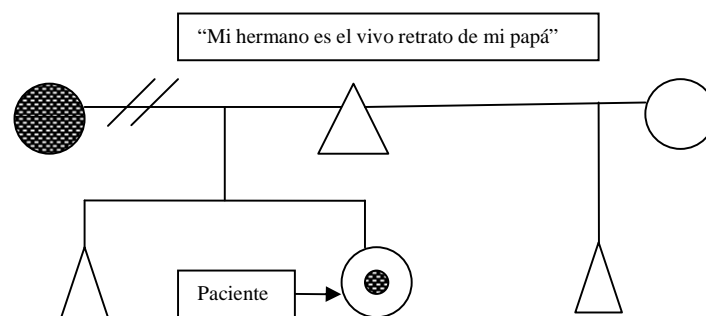 “Mi hermano es el vivo retrato de mi papá”
Paciente